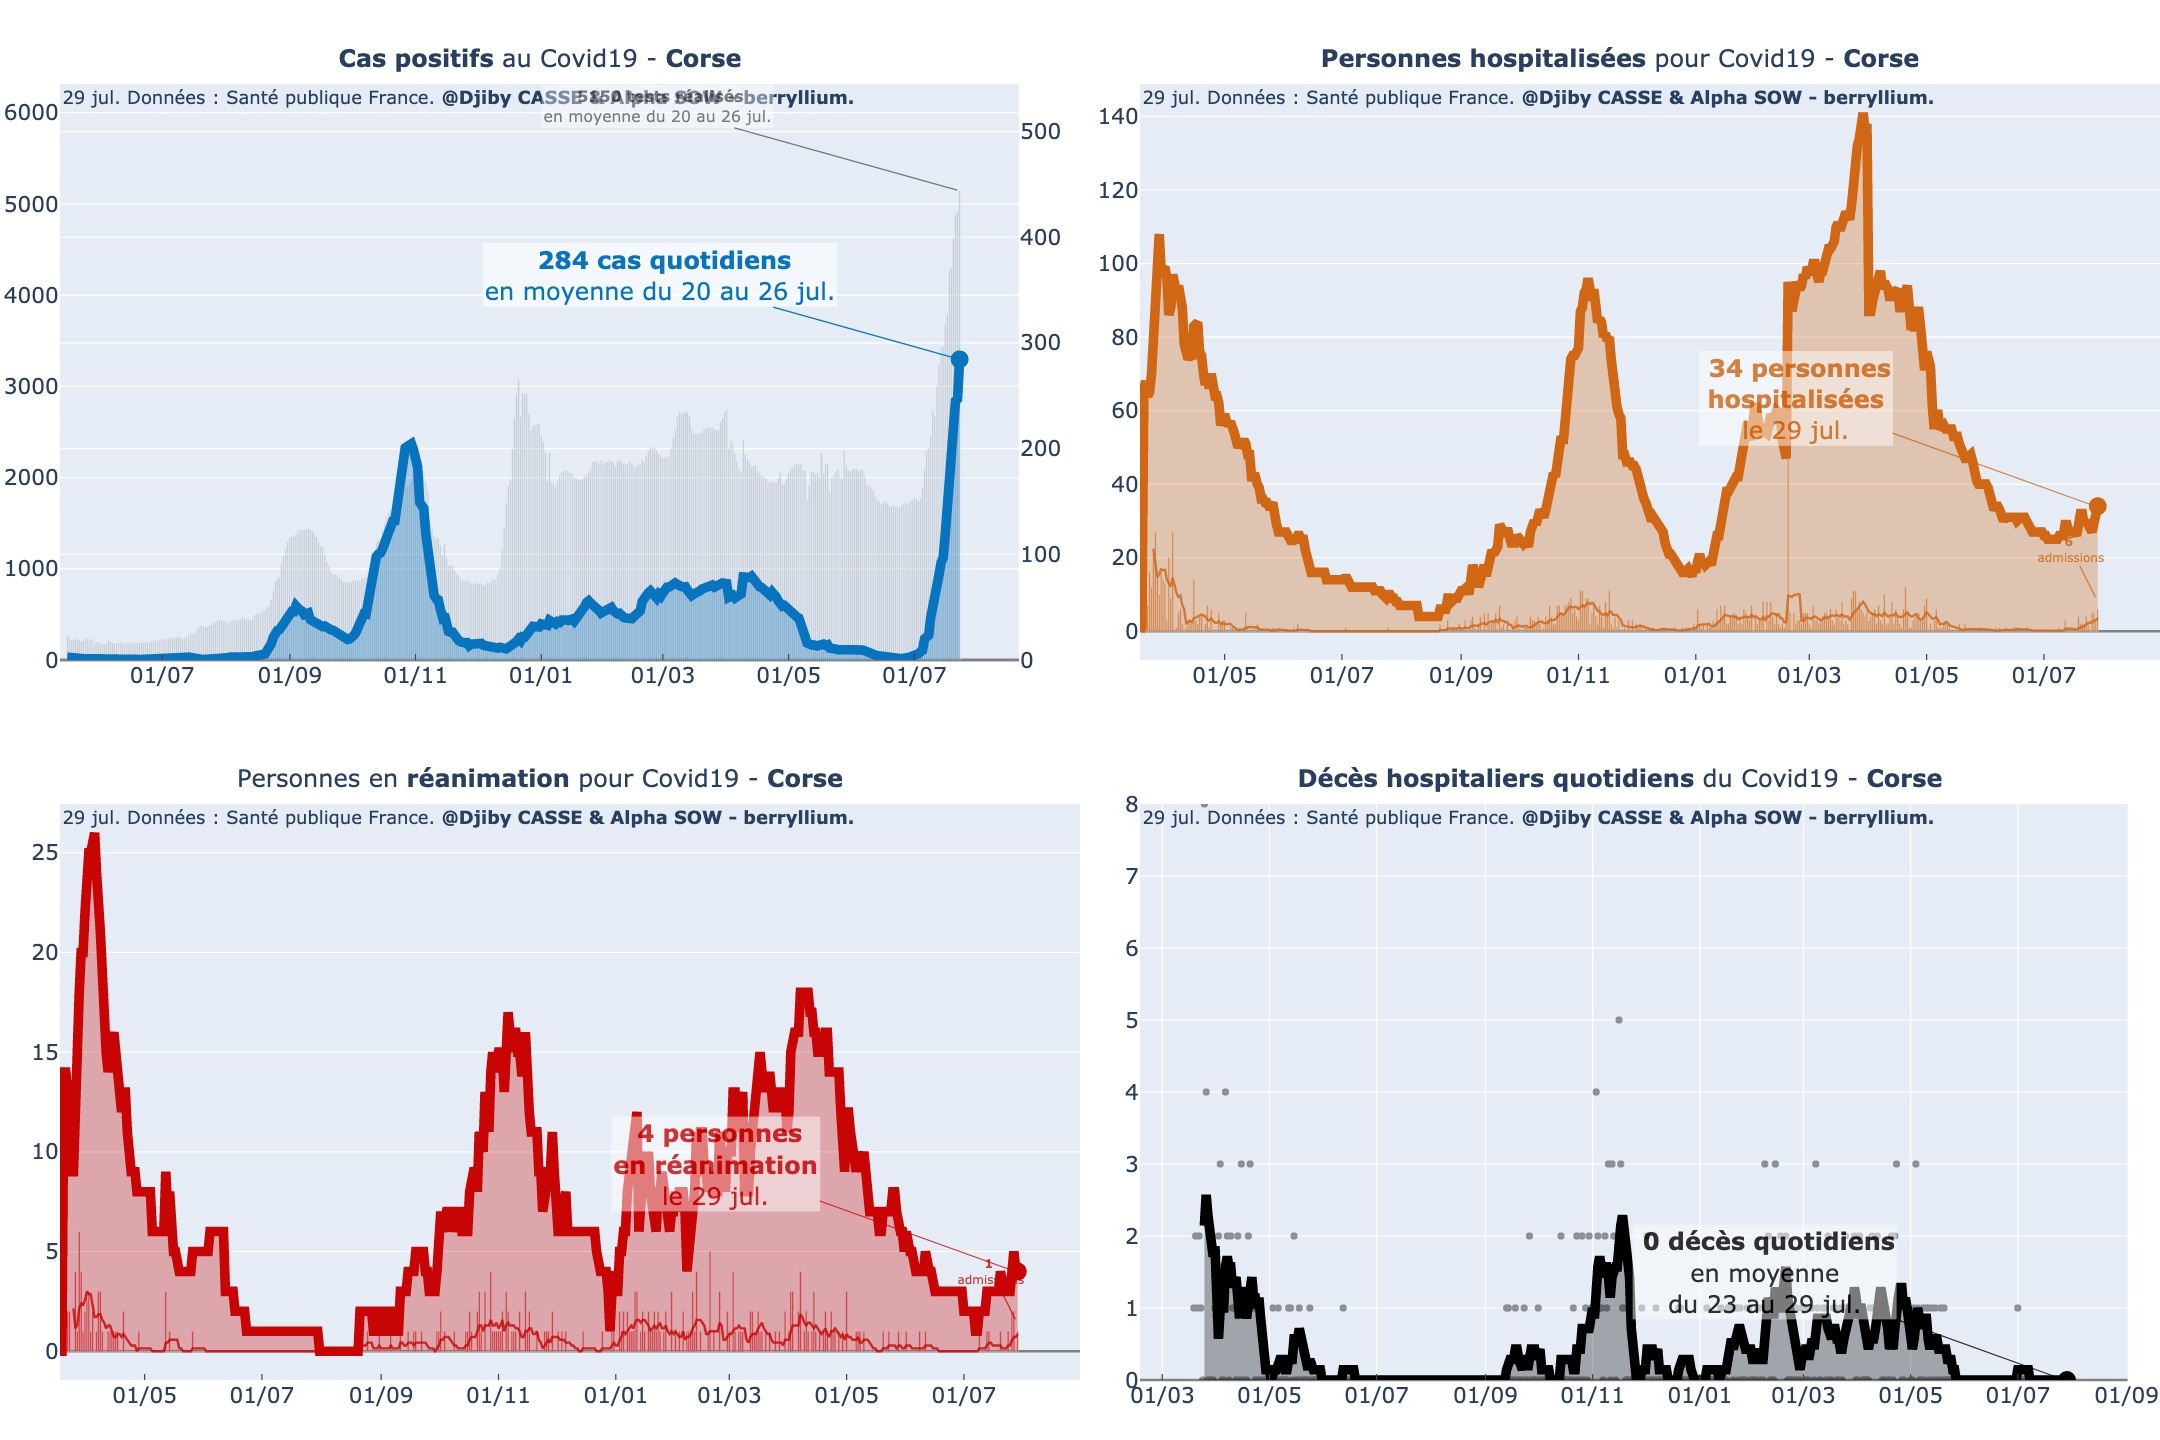 Cas positifs au Covid19 - Corse
29 jul. Données : Santé publique France. @Djiby CASSE & Alpha SOW - berryllium.
5150 tests réalisés
en moyenne du 20 au 26 jul.
284 cas quotidiens
en moyenne du 20 au 26 jul.
6000
5000
4000
3000
2000
1000
0
500
400
300
200
100
0
01/07 01/09 01/11 01/01 01/03 01/05 01/07
Personnes hospitalisées pour Covid19 - Corse
29 jul. Données : Santé publique France. @Djiby CASSE & Alpha SOW - berryllium.
140
120
100
80
60
40
20
0
34 personnes
hospitalisées
le 29 jul.
6
admissions
01/05 01/07 01/09 01/11 01/01 01/03 01/05 01/07
Personnes en réanimation pour Covid19 - Corse
29 jul. Données : Santé publique France. @Djiby CASSE & Alpha SOW - berryllium.
25
20
15
10
5
0
4 personnes
en réanimation
le 29 jul.
1
admissions
01/05 01/07 01/09 01/11 01/01 01/03 01/05 01/07
Décès hospitaliers quotidiens du Covid19 - Corse
29 jul. Données : Santé publique France. @Djiby CASSE & Alpha SOW - berryllium.
8
7
6
5
4
3
2
1
0
0 décès quotidiens
en moyenne
du 23 au 29 jul.
01/03 01/05 01/07 01/09 01/11 01/01 01/03 01/05 01/07 01/09